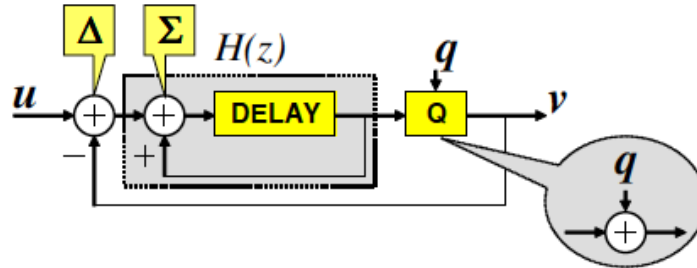 Δ Σ H(z) q
u + + DELAY Q v
− +
q
+